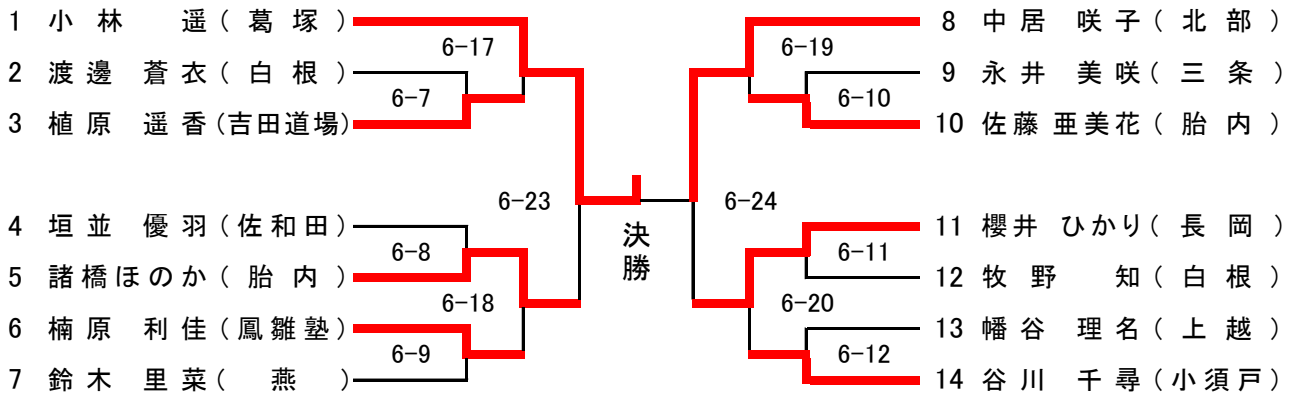 1 小林 遥(葛塚)
6-17
2 渡邊 蒼衣(白根)
6-7
3 植原 遥香(吉田道場)
6-23
4 垣並 優羽(佐和田)
6-8
5 諸橋ほのか(胎内)
6-18
6 楠原 利佳(鳳雛塾)
6-9
7 鈴木 里菜(燕)
決勝
8 中居 咲子(北部)
6-19
9 永井 美咲(三条)
6-10
10 佐藤 亜美花(胎内)
6-24
11 櫻井 ひかり(長岡)
6-11
12 牧野 知(白根)
6-20
13 幡谷 理名(上越)
6-12
14 谷川 千尋(小須戸)